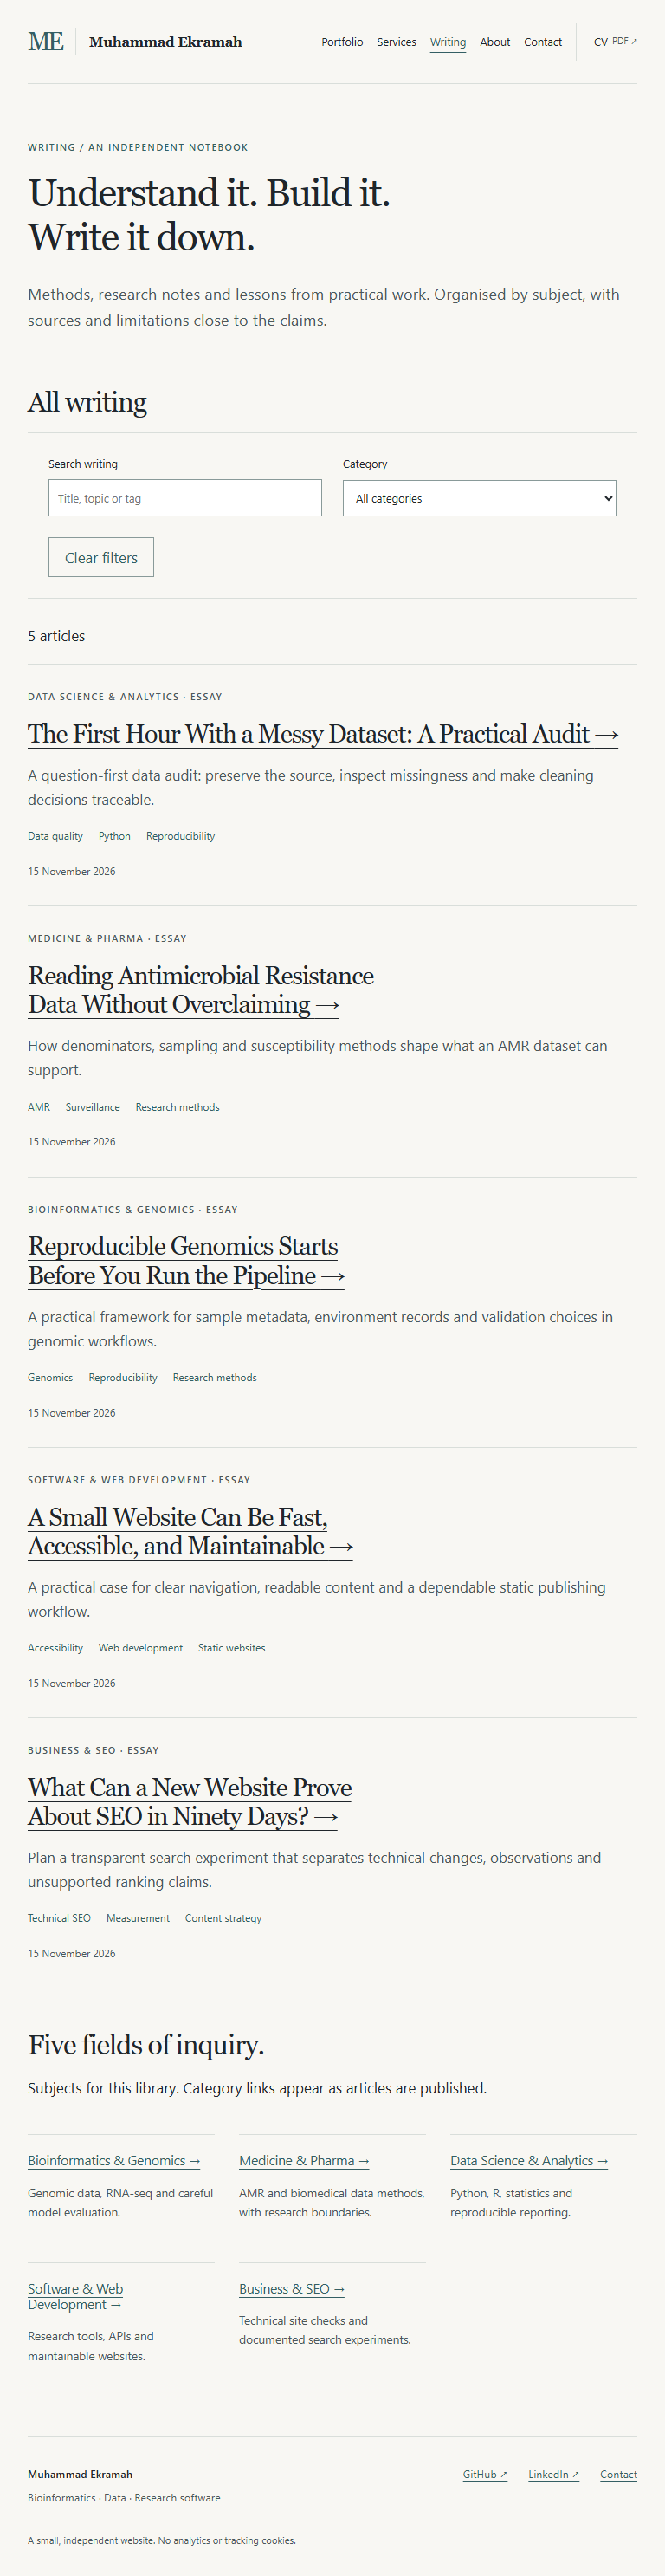 ME Muhammad Ekramah Portfolio Services Writing About Contact CV PDF ↗
WRITING / AN INDEPENDENT NOTEBOOK
Understand it. Build it.
Write it down.
Methods, research notes and lessons from practical work. Organised by subject, with
sources and limitations close to the claims.
All writing
Search writing Category
Title, topic or tag All categories
Clear filters
5 articles
DATA SCIENCE & ANALYTICS · ESSAY
The First Hour With a Messy Dataset: A Practical Audit →
A question-first data audit: preserve the source, inspect missingness and make cleaning
decisions traceable.
Data quality Python Reproducibility
15 November 2026
MEDICINE & PHARMA · ESSAY
Reading Antimicrobial Resistance
Data Without Overclaiming →
How denominators, sampling and susceptibility methods shape what an AMR dataset can
support.
AMR Surveillance Research methods
15 November 2026
BIOINFORMATICS & GENOMICS · ESSAY
Reproducible Genomics Starts
Before You Run the Pipeline →
A practical framework for sample metadata, environment records and validation choices in
genomic workflows.
Genomics Reproducibility Research methods
15 November 2026
SOFTWARE & WEB DEVELOPMENT · ESSAY
A Small Website Can Be Fast,
Accessible, and Maintainable →
A practical case for clear navigation, readable content and a dependable static publishing
workflow.
Accessibility Web development Static websites
15 November 2026
BUSINESS & SEO · ESSAY
What Can a New Website Prove
About SEO in Ninety Days? →
Plan a transparent search experiment that separates technical changes, observations and
unsupported ranking claims.
Technical SEO Measurement Content strategy
15 November 2026
Five fields of inquiry.
Subjects for this library. Category links appear as articles are published.
Bioinformatics & Genomics →
Genomic data, RNA-seq and careful
model evaluation.
Medicine & Pharma →
AMR and biomedical data methods,
with research boundaries.
Data Science & Analytics →
Python, R, statistics and
reproducible reporting.
Software & Web
Development →
Research tools, APIs and
maintainable websites.
Business & SEO →
Technical site checks and
documented search experiments.
Muhammad Ekramah
Bioinformatics · Data · Research software
GitHub ↗ LinkedIn ↗ Contact
A small, independent website. No analytics or tracking cookies.